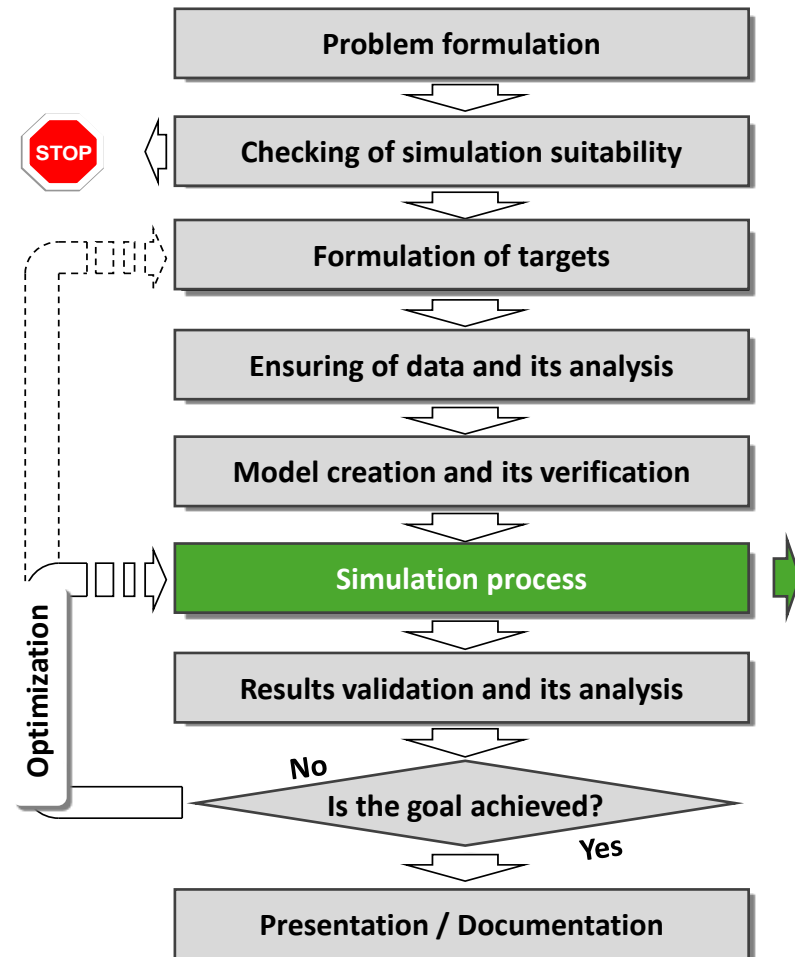 Problem formulation
STOP
Checking of simulation suitability
Formulation of targets
Ensuring of data and its analysis
Model creation and its verification
Simulation process
Optimization
Results validation and its analysis
No
Is the goal achieved?
Yes
Presentation / Documentation